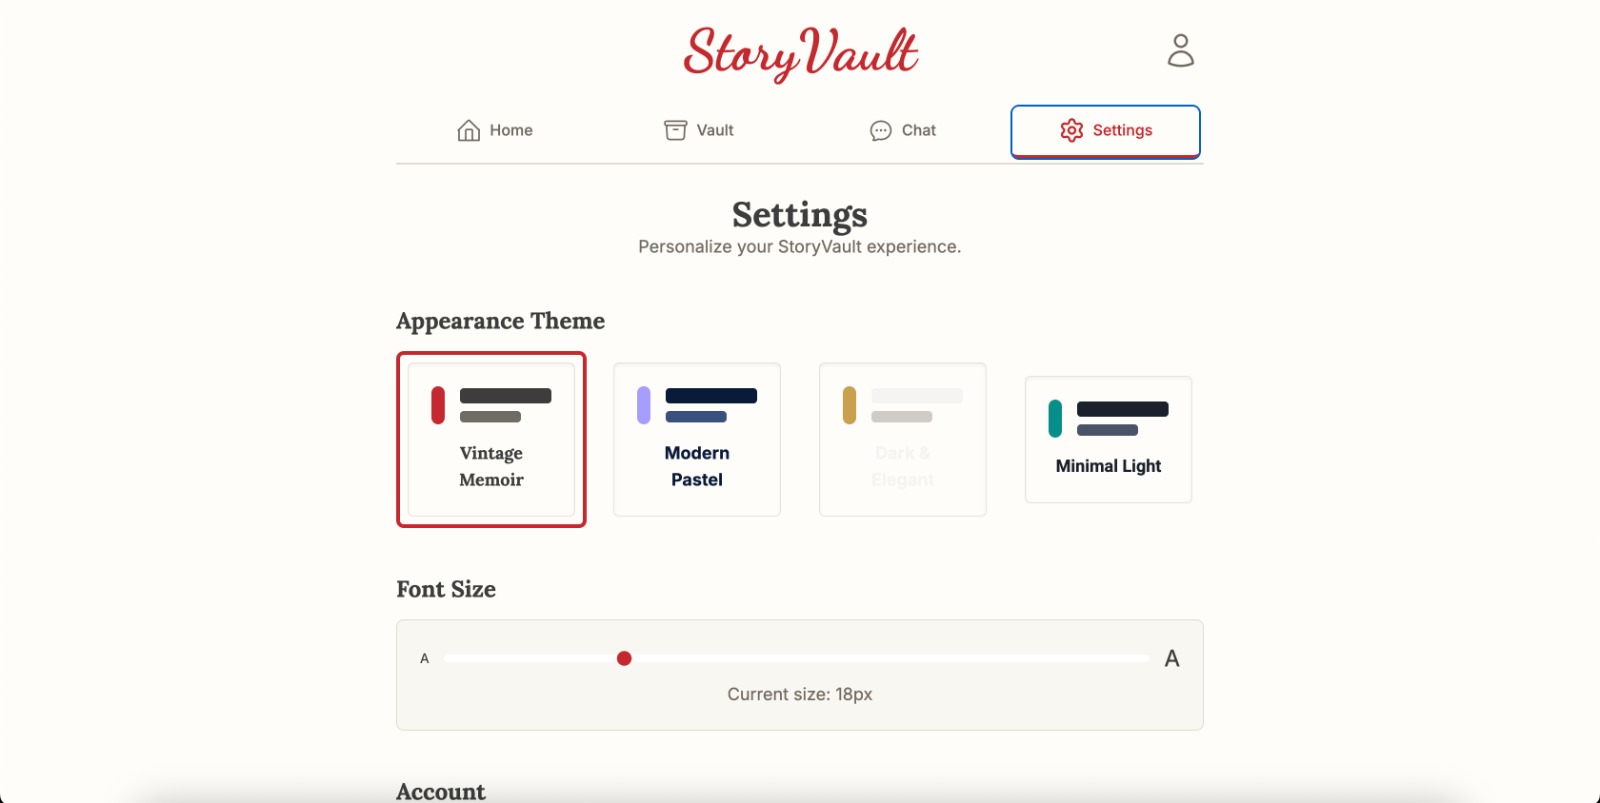 StoryVault
Home
Vault
Chat
Settings
Settings
Personalize your StoryVault experience.
Appearance Theme
Vintage
Memoir
Modern
Pastel
Dark &
Elegant
Minimal Light
Font Size
A
A
Current size: 18px
Account